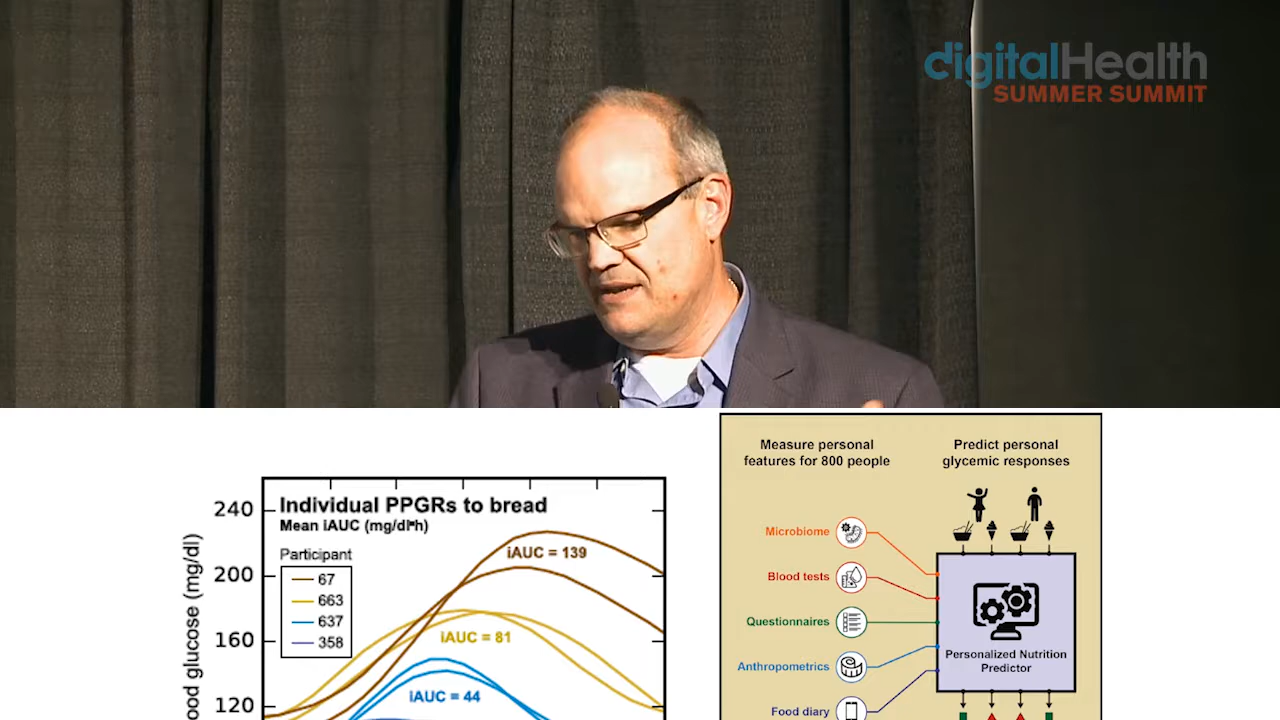 digitalHealth
SUMMER SUMMIT
Individual PPGRs to bread
Mean iAUC (mg/dl*h)
Participant
67
663
637
358
240
200
160
120
ood glucose (mg/dl)
iAUC = 139
iAUC = 81
iAUC = 44
Measure personal
features for 800 people
Predict personal
glycemic responses
Microbiome
Blood tests
Questionnaires
Anthropometrics
Food diary
Personalized Nutrition
Predictor